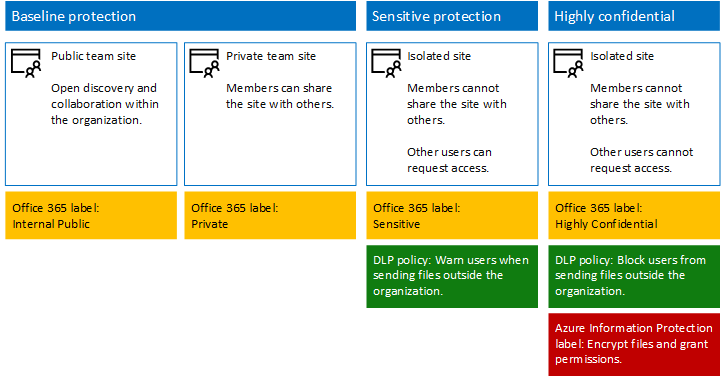 Baseline protection
Sensitive protection
Highly confidential
Public team site
Open discovery and
collaboration within
the organization.
Private team site
Members can share
the site with others.
Isolated site
Members cannot
share the site with
others.
Other users can
request access.
Isolated site
Members cannot
share the site with
others.
Other users cannot
request access.
Office 365 label:
Internal Public
Office 365 label:
Private
Office 365 label:
Sensitive
Office 365 label:
Highly Confidential
DLP policy: Warn users when
sending files outside the
organization.
DLP policy: Block users from
sending files outside the
organization.
Azure Information Protection
label: Encrypt files and grant
permissions.